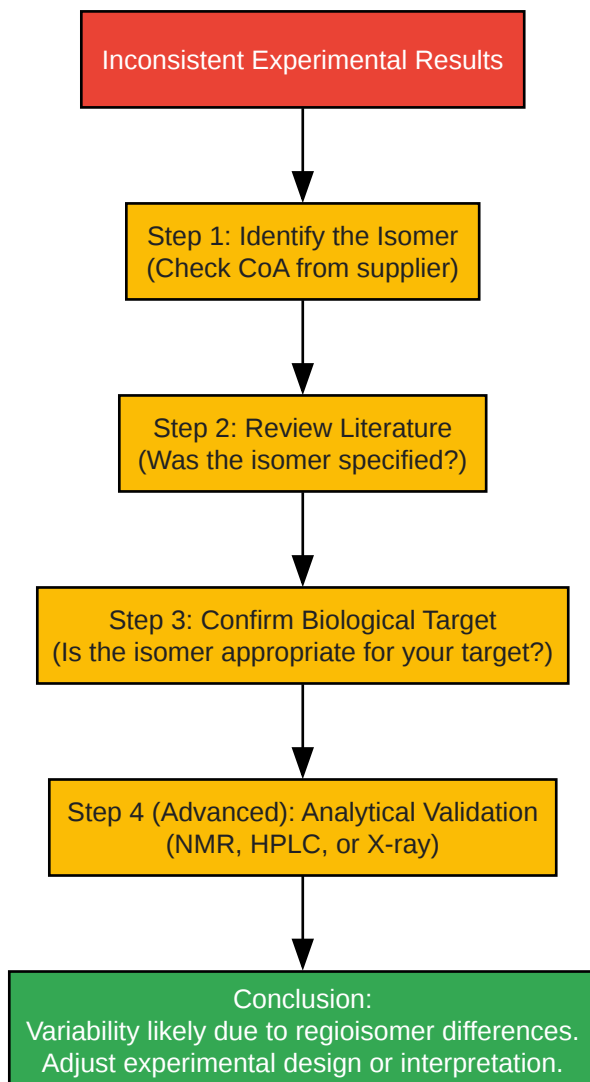 Inconsistent Experimental Results
Step 1: Identify the Isomer
(Check CoA from supplier)
Step 2: Review Literature
(Was the isomer specified?)
Step 3: Confirm Biological Target
(Is the isomer appropriate for your target?)
Step 4 (Advanced): Analytical Validation
(NMR, HPLC, or X-ray)
Conclusion:
Variability likely due to regioisomer differences.
Adjust experimental design or interpretation.